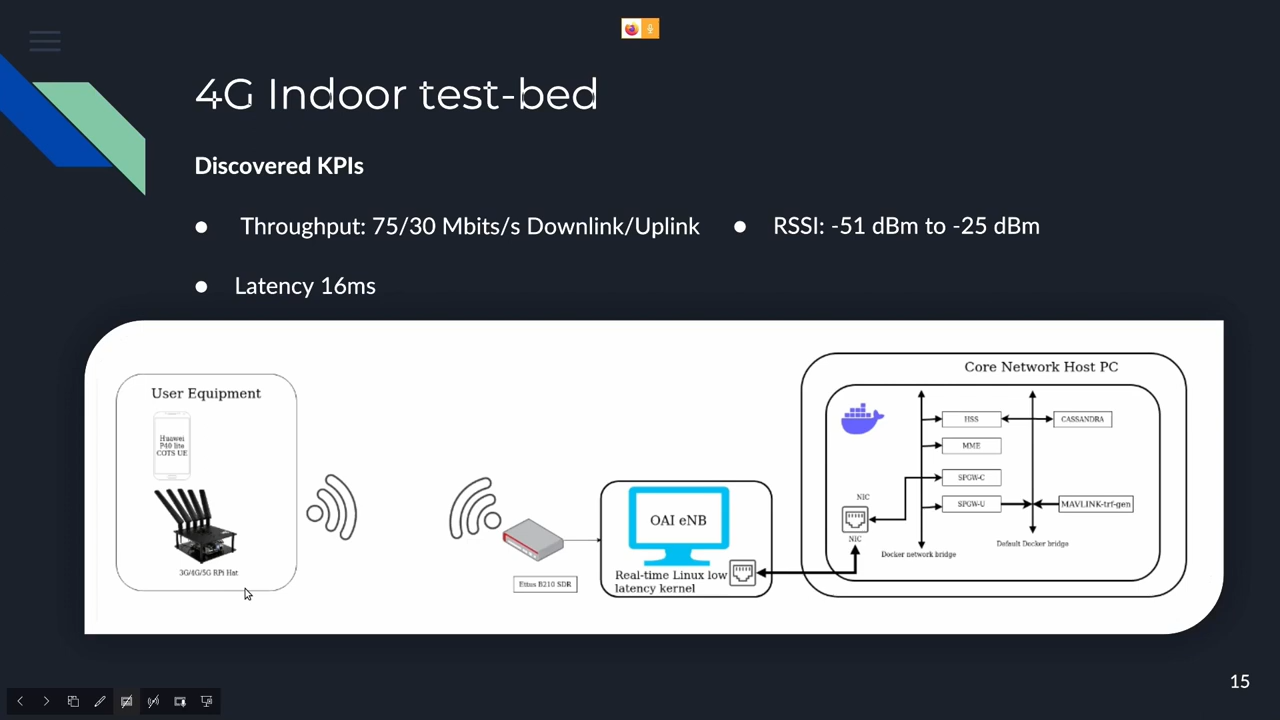 4G Indoor test-bed
Discovered KPIs
● Throughput: 75/30 Mbits/s Downlink/Uplink
● RSSI: -51 dBm to -25 dBm
● Latency 16ms
User Equipment
Huawei
P40 lite
COTS UE
3G/4G/5G RPi Hat
Ettus B210 SDR
OAI eNB
Real-time Linux low
latency kernel
Core Network Host PC
HSS
CASSANDRA
MME
SPGW-C
SPGW-U
MAVLINK-trf-gen
NIC
NIC
Docker network bridge
Default Docker bridge
15